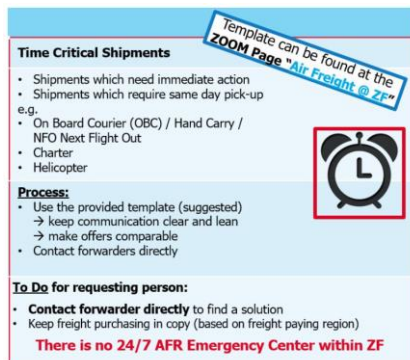 Template can be found at the
ZOOM Page "Air Freight @ ZF"
Time Critical Shipments
• Shipments which need immediate action
• Shipments which require same day pick-up
e.g.
• On Board Courier (OBC) / Hand Carry /
NFO Next Flight Out
• Charter
• Helicopter
Process:
• Use the provided template (suggested)
→ keep communication clear and lean
→ make offers comparable
• Contact forwarders directly
To Do for requesting person:
• Contact forwarder directly to find a solution
• Keep freight purchasing in copy (based on freight paying region)
There is no 24/7 AFR Emergency Center within ZF